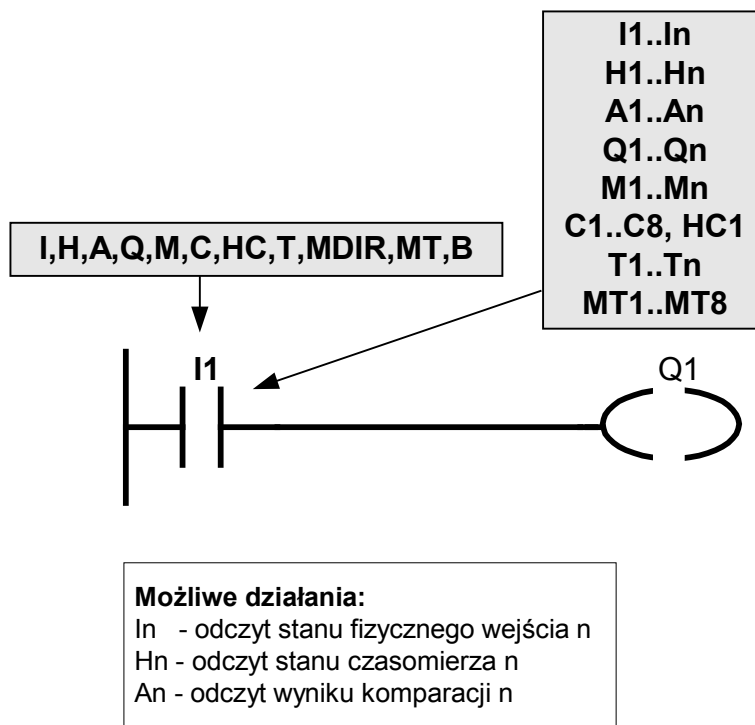 I1..In
H1..Hn
A1..An
Q1..Qn
M1..Mn
C1..C8, HC1
T1..Tn
MT1..MT8
I,H,A,Q,M,C,HC,T,MDIR,MT,B
I1
Q1
Możliwe działania:
In - odczyt stanu fizycznego wejścia n
Hn - odczyt stanu czasomierza n
An - odczyt wyniku komparacji n